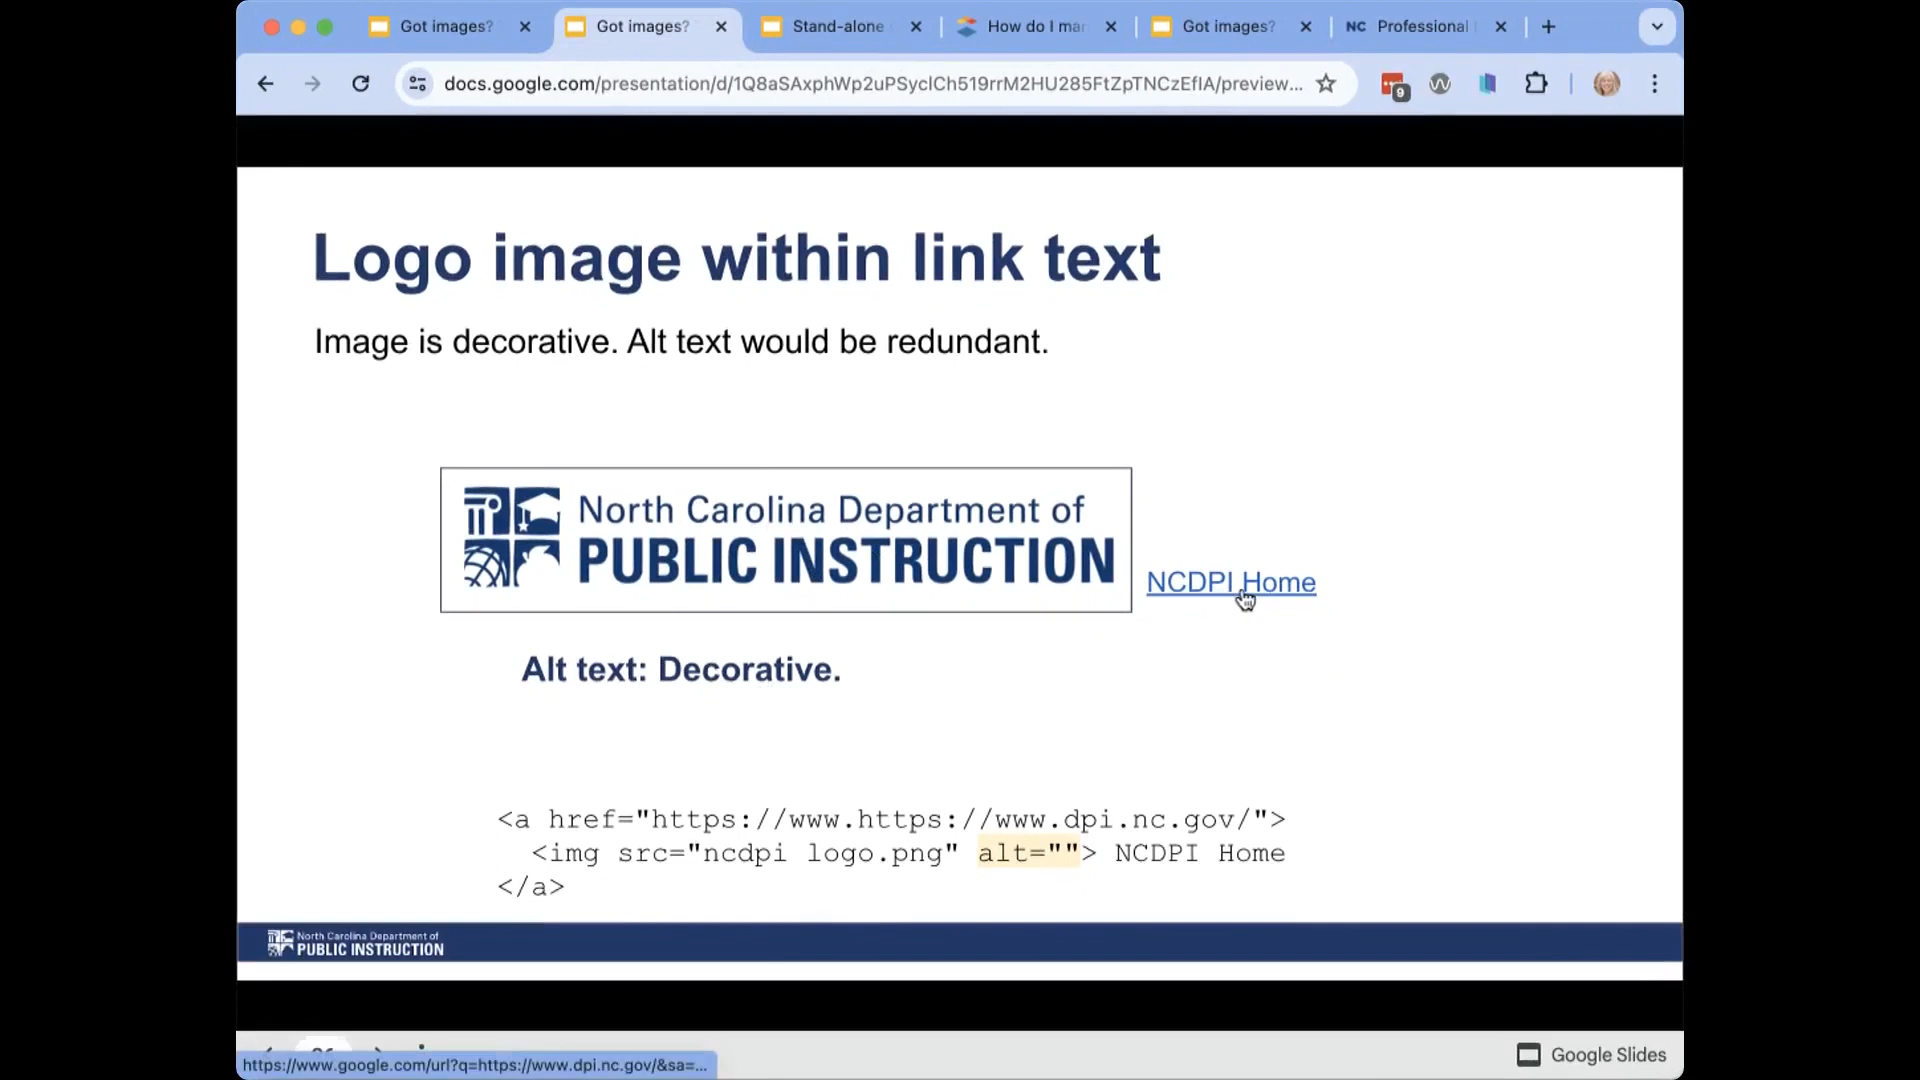 Got images?
Got images?
Stand-alone
How do I mar
Got images?
NC
Professional
docs.google.com/presentation/d/1Q8aSAxphWp2uPSyclCh519rrM2HU285FtZpTNCzEfIA/preview...
9
Logo image within link text
Image is decorative. Alt text would be redundant.
North Carolina Department of
PUBLIC INSTRUCTION
NCDPI Home
Alt text: Decorative.
<a href="https://www.https://www.dpi.nc.gov/">
<img src="ncdpi logo.png" alt=""> NCDPI Home
</a>
North Carolina Department of
PUBLIC INSTRUCTION
Google Slides
https://www.google.com/url?q=https://www.dpi.nc.gov/&sa=...